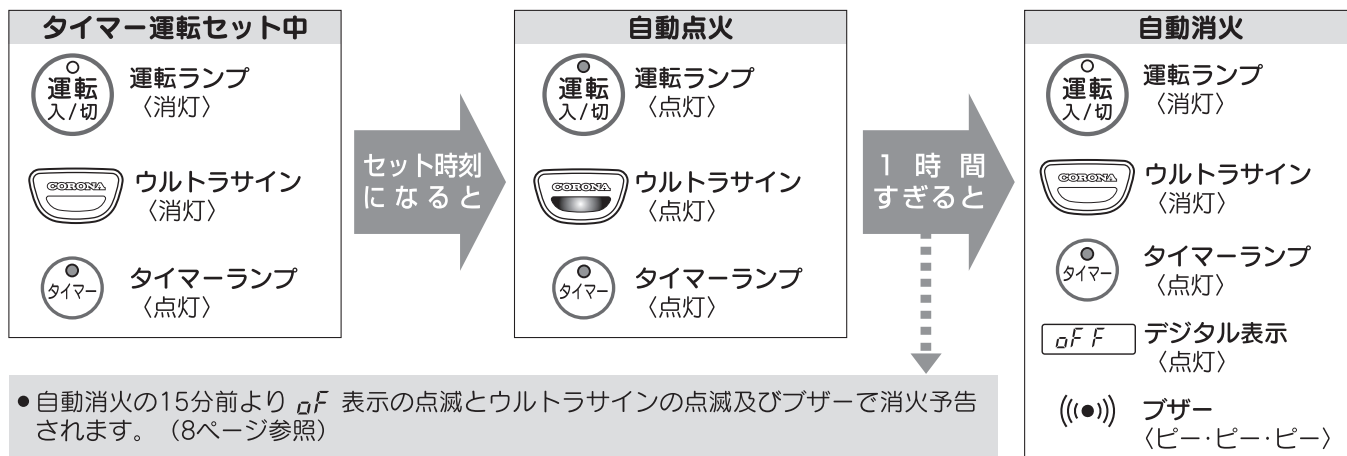 タイマー運転セット中
運転
入/切
運転ランプ
〈消灯〉
CORONA
ウルトラサイン
〈消灯〉
タイマー
タイマーランプ
〈点灯〉
セット時刻
になると
自動点火
運転
入/切
運転ランプ
〈点灯〉
CORONA
ウルトラサイン
〈点灯〉
タイマー
タイマーランプ
〈点灯〉
1時間
すぎると
自動消火
運転
入/切
運転ランプ
〈消灯〉
CORONA
ウルトラサイン
〈消灯〉
タイマー
タイマーランプ
〈点灯〉
oFF
デジタル表示
〈点灯〉
ブザー
〈ピー・ピー・ピー〉
●自動消火の15分前より oF 表示の点滅とウルトラサインの点滅及びブザーで消火予告
されます。（8ページ参照）